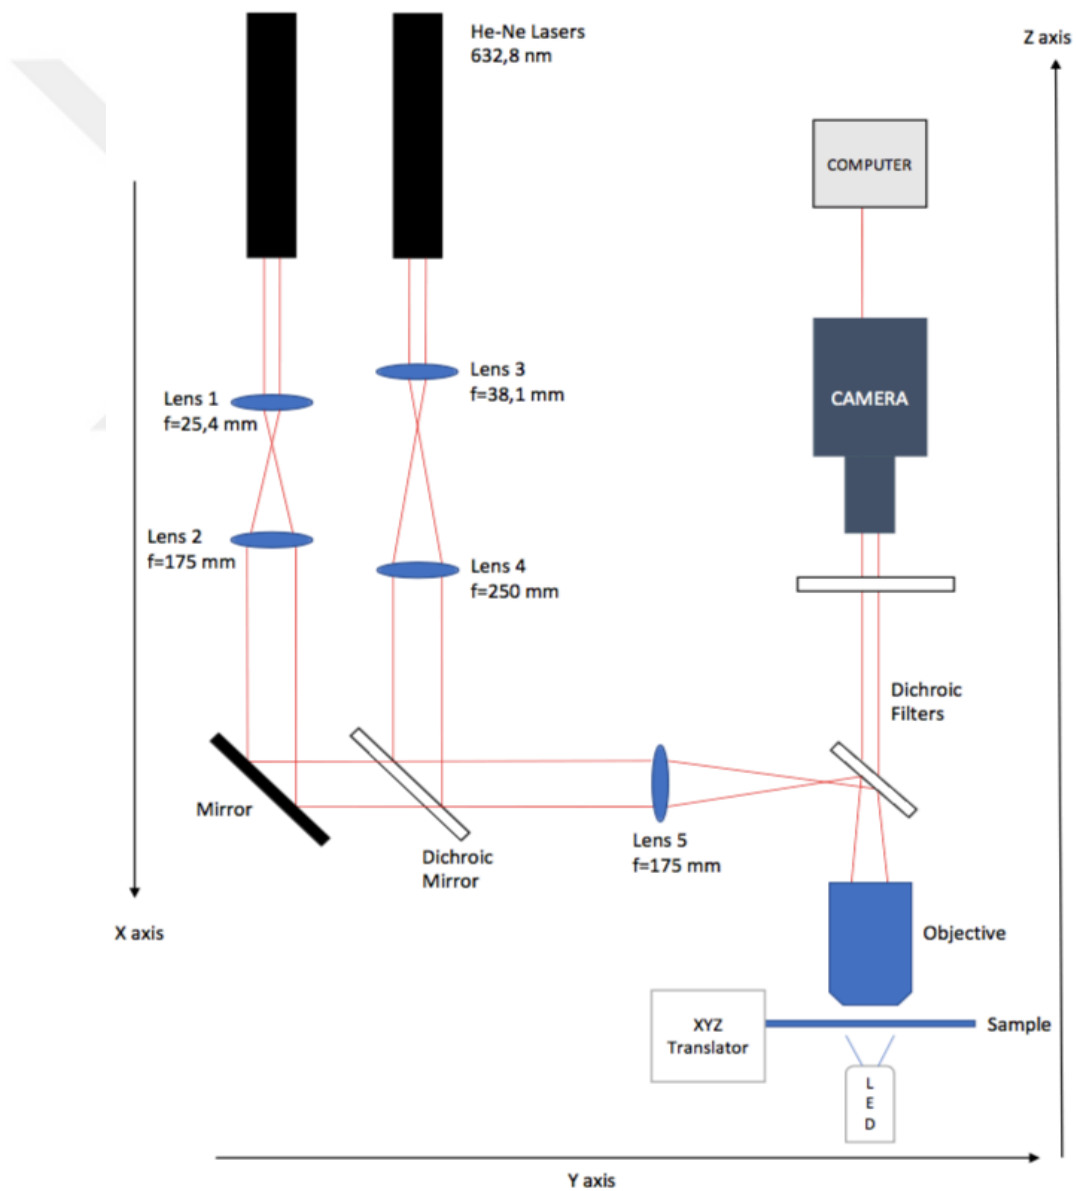 He-Ne Lasers
632,8 nm
Z axis
COMPUTER
Lens 3
f=38,1 mm
Lens 1
f=25,4 mm
CAMERA
Lens 2
f=175 mm
Lens 4
f=250 mm
Dichroic
Filters
Mirror
Dichroic
Mirror
Lens 5
f=175 mm
X axis
Objective
XYZ
Translator
Sample
L
E
D
Y axis